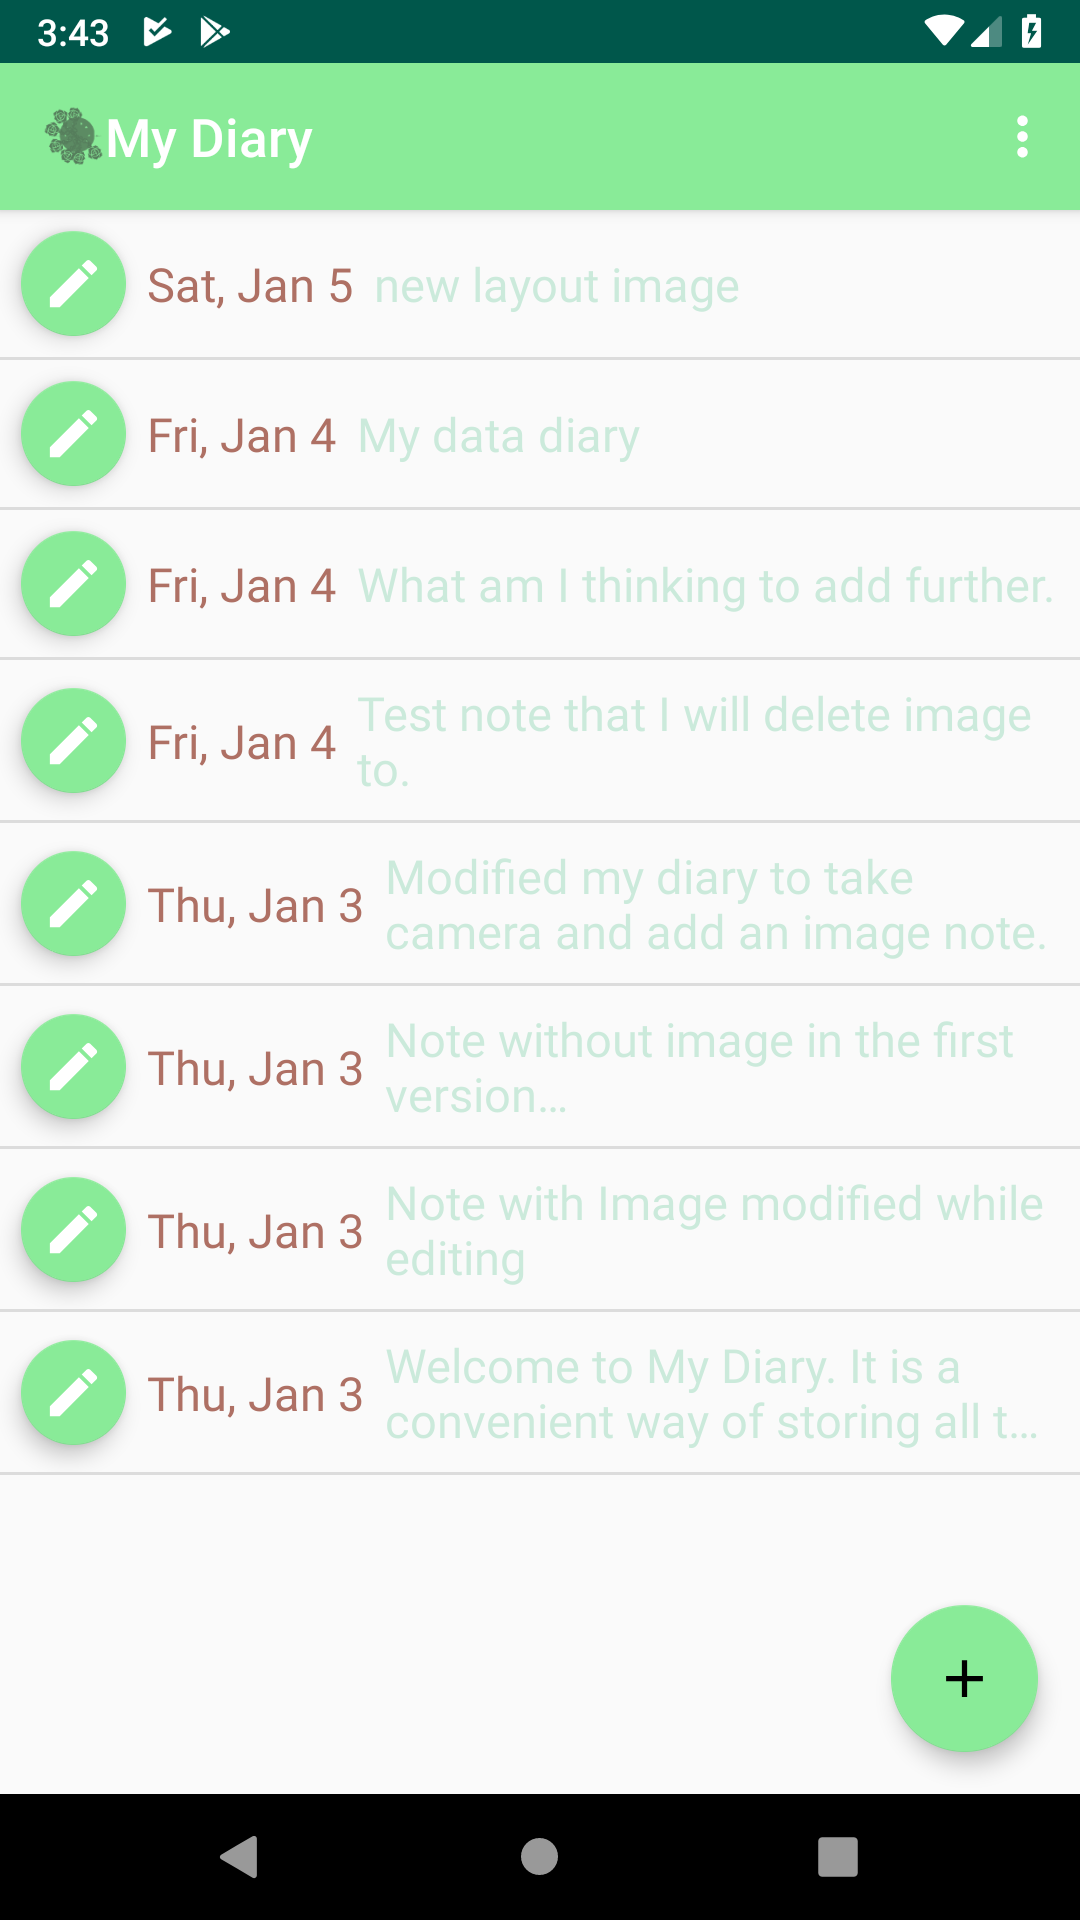 3:43
My Diary
Sat, Jan 5 new layout image
Fri, Jan 4 My data diary
Fri, Jan 4 What am I thinking to add further.
Fri, Jan 4 Test note that I will delete image
to.
Thu, Jan 3 Modified my diary to take
camera and add an image note.
Thu, Jan 3 Note without image in the first
version…
Thu, Jan 3 Note with Image modified while
editing
Thu, Jan 3 Welcome to My Diary. It is a
convenient way of storing all t…